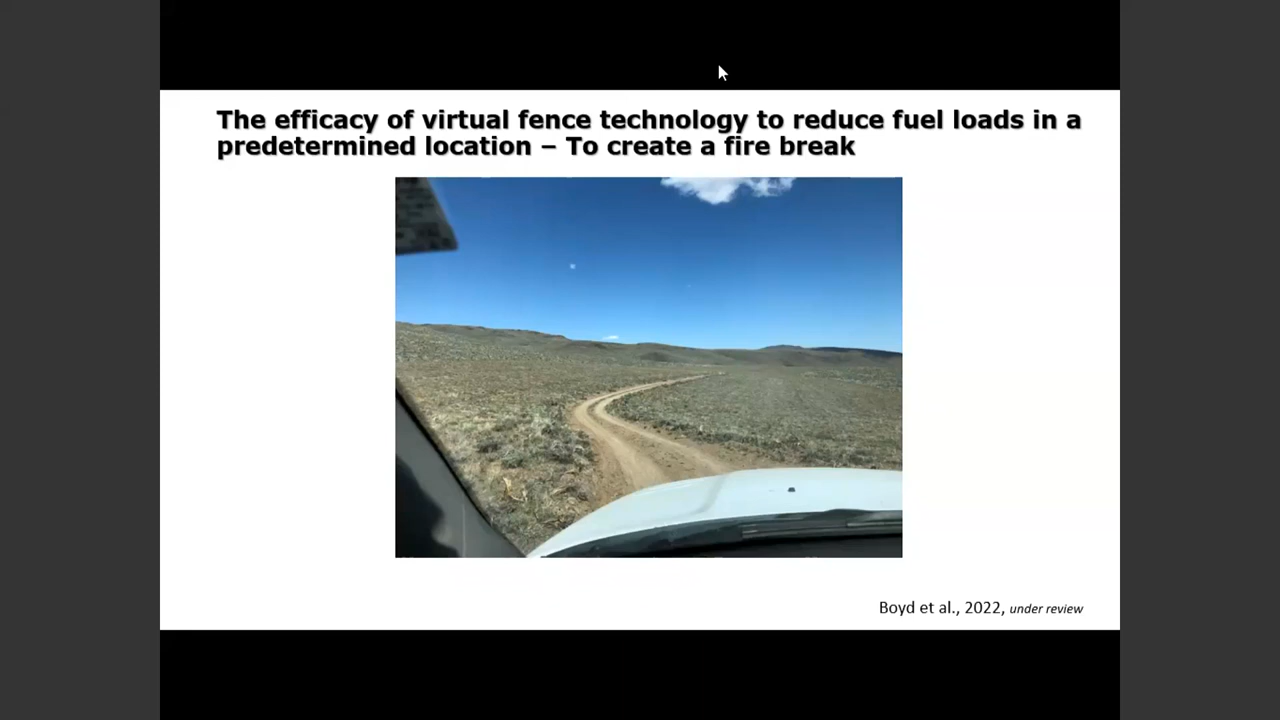 The efficacy of virtual fence technology to reduce fuel loads in a
predetermined location – To create a fire break
Boyd et al., 2022, under review